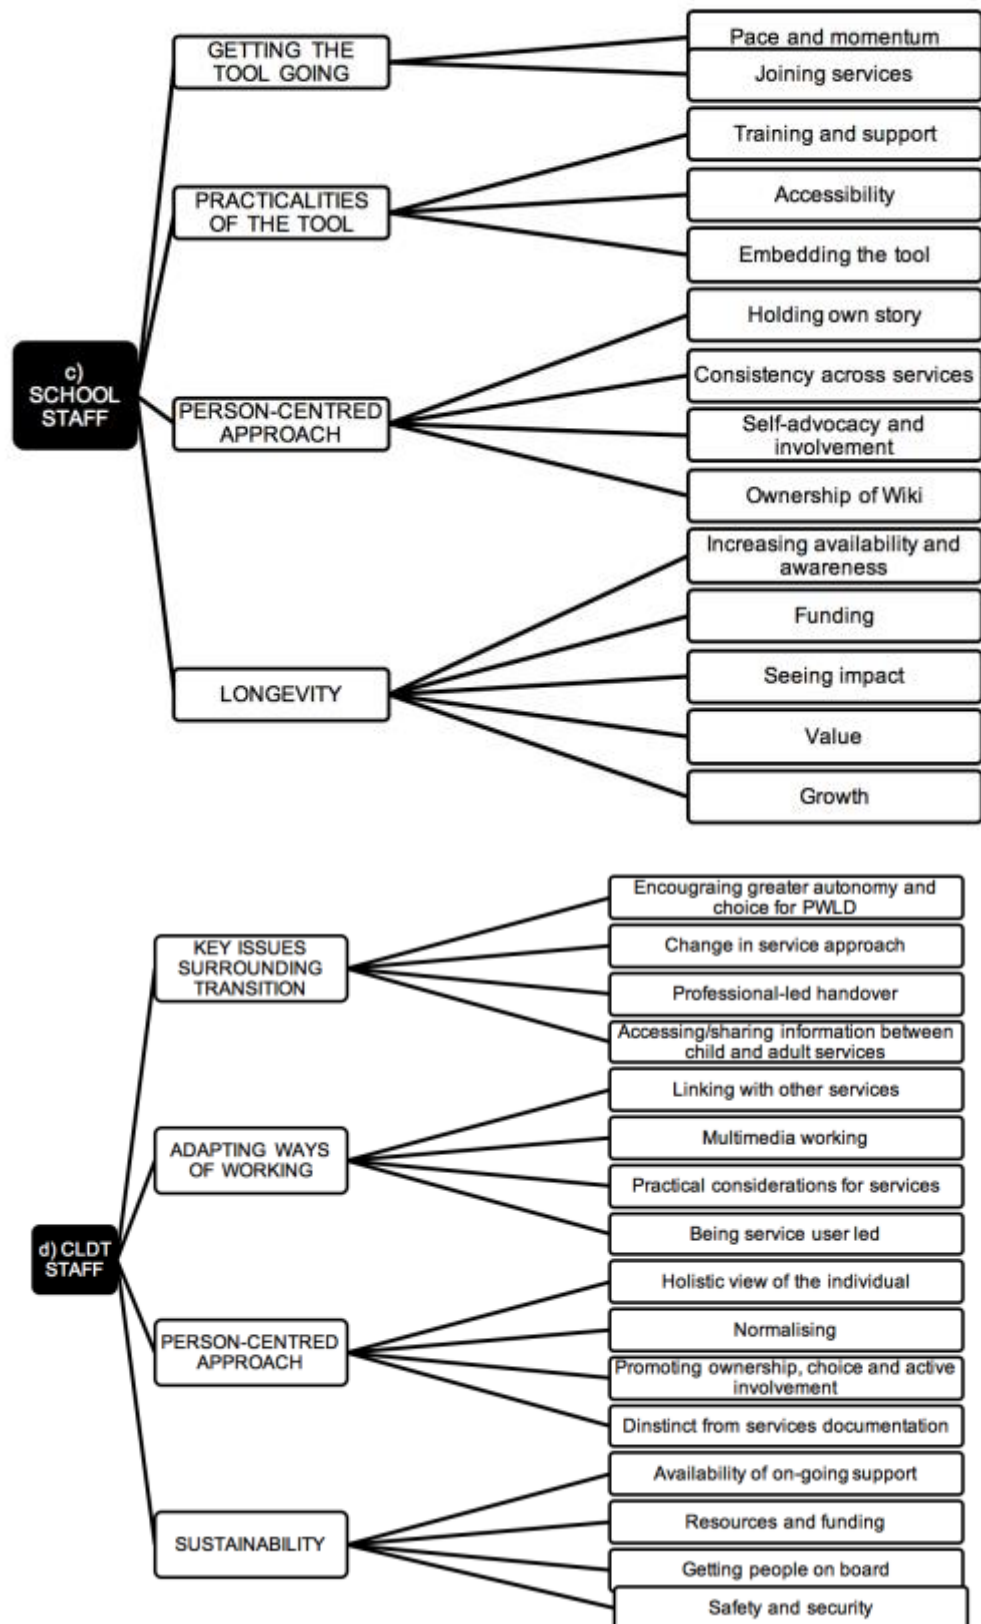 GETTING THE
TOOL GOING
Pace and momentum
Joining services
PRACTICALITIES
OF THE TOOL
Training and support
Accessibility
Embedding the tool
c)
SCHOOL
STAFF
PERSON-CENTRED
APPROACH
Holding own story
Consistency across services
Self-advocacy and
involvement
Ownership of Wiki
LONGEVITY
Increasing availability and
awareness
Funding
Seeing impact
Value
Growth
KEY ISSUES
SURROUNDING
TRANSITION
Encougraing greater autonomy and
choice for PWLD
Change in service approach
Professional-led handover
Accessing/sharing information between
child and adult services
ADAPTING WAYS
OF WORKING
Linking with other services
Multimedia working
Practical considerations for services
Being service user led
d) CLDT
STAFF
PERSON-CENTRED
APPROACH
Holistic view of the individual
Normalising
Promoting ownership, choice and active
involvement
Dinstinct from services documentation
SUSTAINABILITY
Availability of on-going support
Resources and funding
Getting people on board
Safety and security